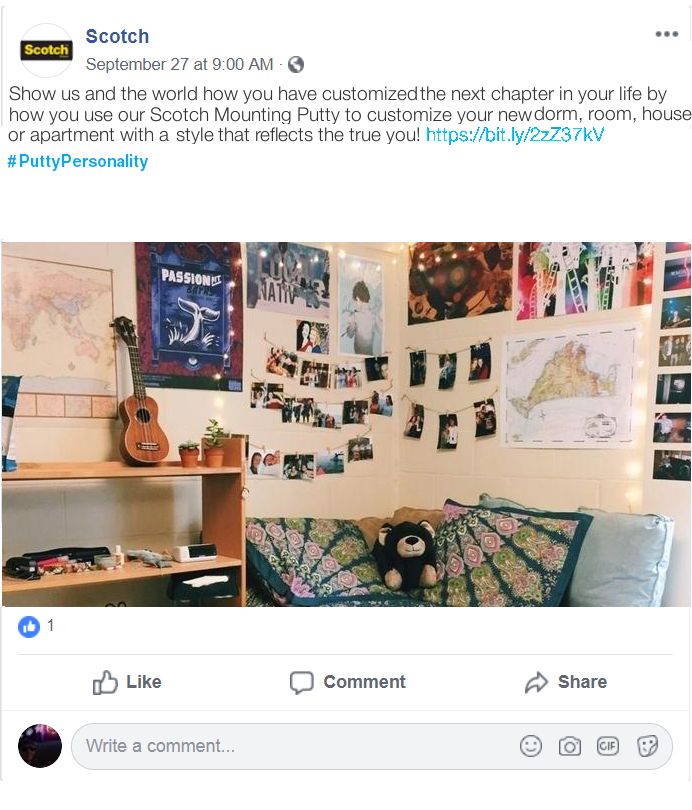 Scotch
Scotch
September 27 at 9:00 AM ·
Show us and the world how you have customized the next chapter in your life by
how you use our Scotch Mounting Putty to customize your new dorm, room, house
or apartment with a style that reflects the true you! https://bit.ly/2zZ37kV
#PuttyPersonality
PASSION PIT
1
Like
Comment
Share
Write a comment...
GIF